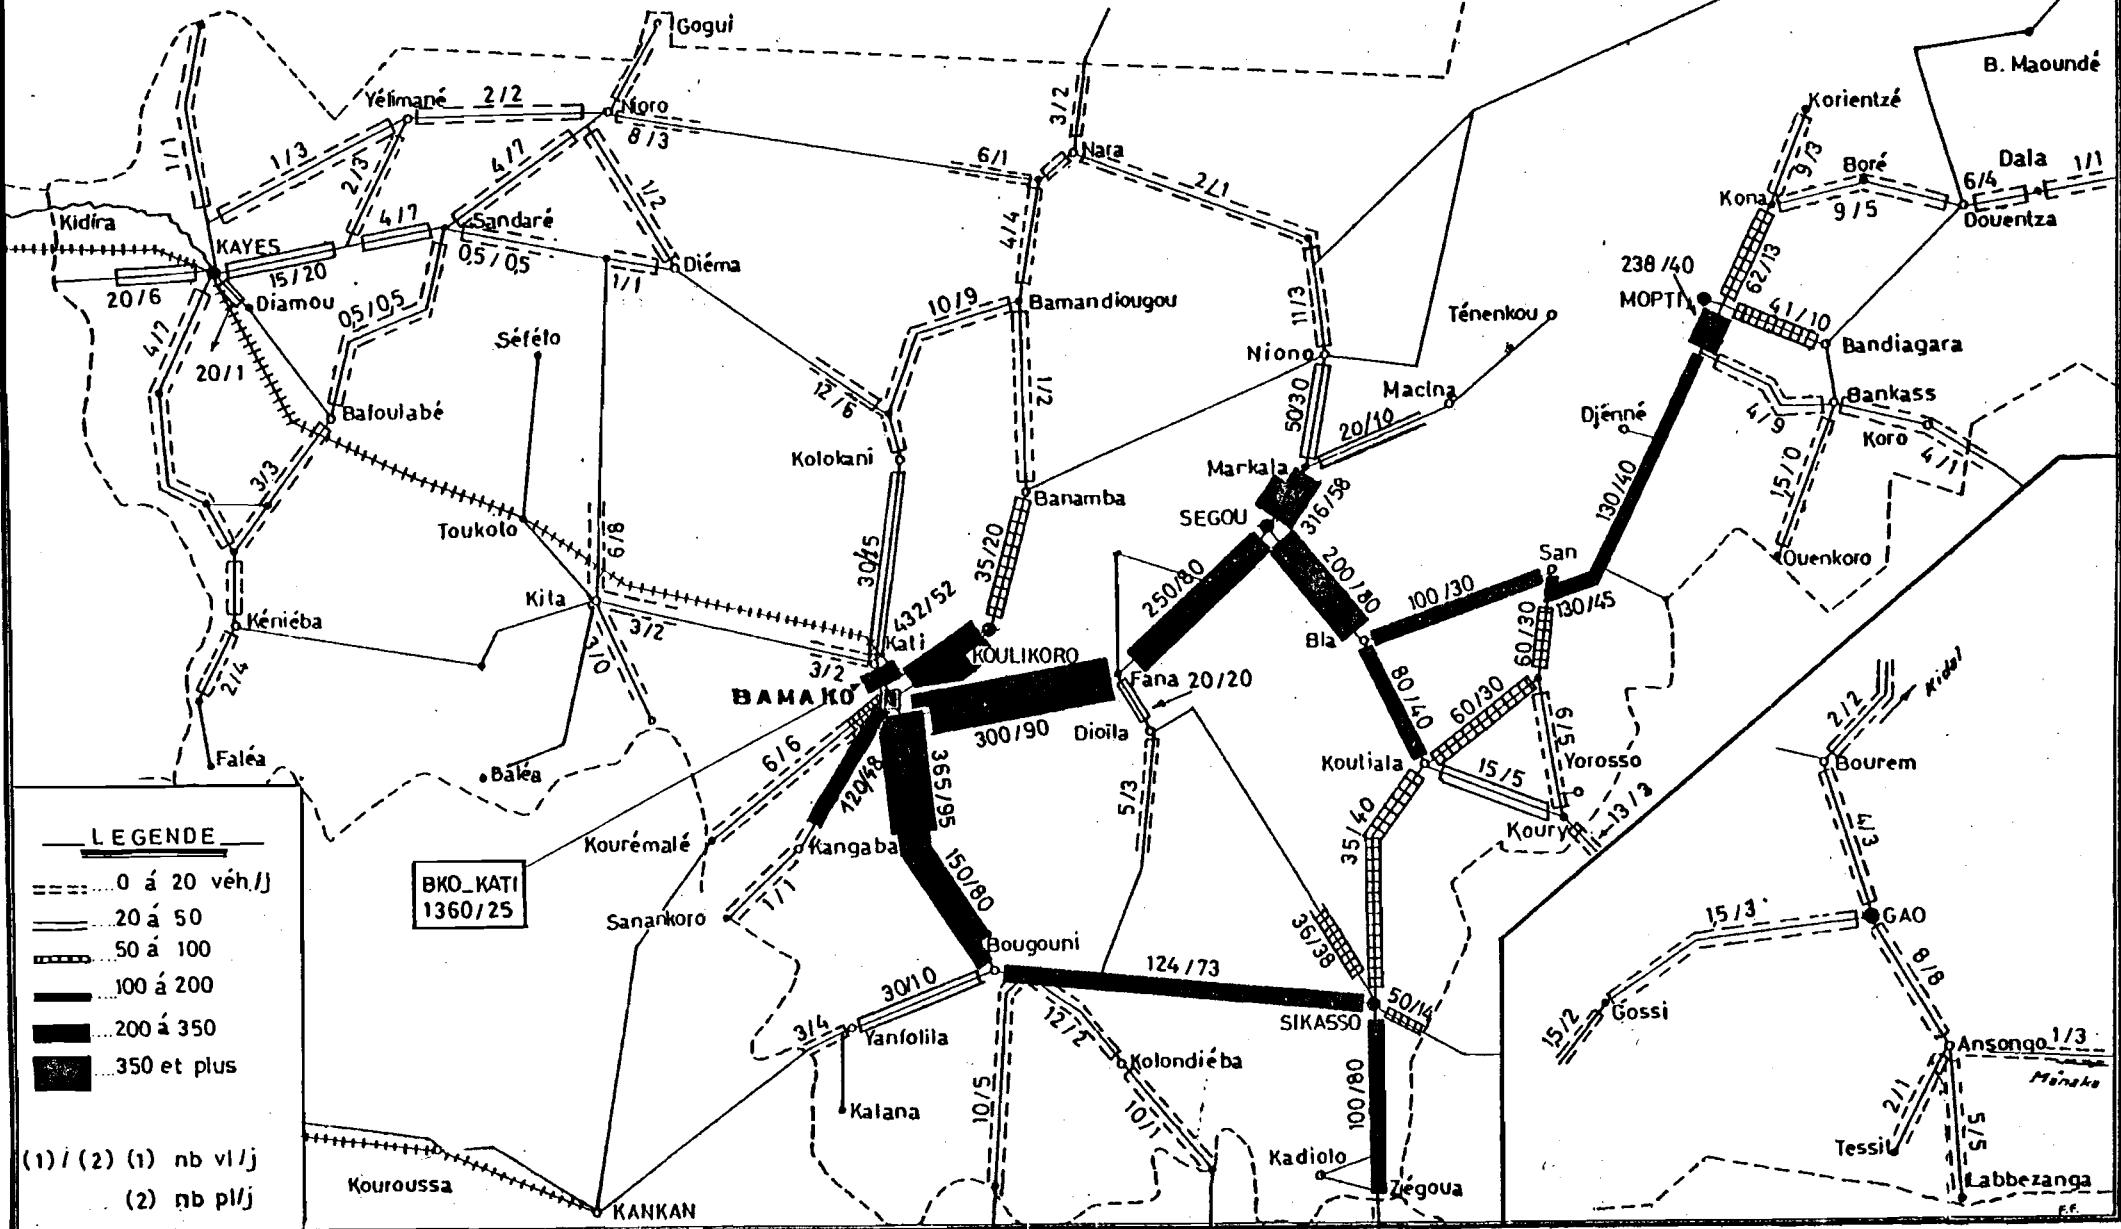 Gogui
B. Maoundé
Yélimané
2/2
Nioro
8/3
3/2
Korientzé
1/1
1/3
2/3
4/7
1/2
6/1
Nara
2/1
9/3
Boré
Dala
1/1
6/4
Kona
9/5
Douentza
Kidira
KAYES
4/7
Sandaré
0,5/0,5
1/1
Diéma
4/4
15/20
20/6
Diamou
0,5/0,5
10/9
Bamandiougou
11/3
Ténenkou
238/40
MOPTI
62/13
41/10
Bandiagara
4/7
20/1
Séféto
12/6
1/2
Niono
Macina
Bankass
Bafoulabé
50/30
20/10
Djénné
4/9
Koro
4/1
Kolokani
Markala
316/58
15/0
3/3
Banamba
SEGOU
130/40
Toukolo
6/8
30/15
35/20
San
Ouenkoro
250/80
200/80
100/30
130/45
Kita
3/2
432/52
Kati
Kéniéba
3/0
3/2
KOULIKORO
Bla
60/30
2/4
BAMAKO
Fana
20/20
80/40
60/30
Kidal
2/2
300/90
Dioïla
6/5
Faléa
Baléa
6/6
120/48
365/95
Koutiala
15/5
Yorosso
Bourem
5/3
13/3
35/40
Koury
4/3
LEGENDE
0 á 20 véh/j
20 á 50
50 á 100
100 á 200
200 á 350
350 et plus
(1)/(2) (1) nb vl/j
(2) nb pl/j
Kourémalé
Kangaba
150/80
BKO_KATI
1360/25
1/1
Sanankoro
Bougouni
36/38
15/3
GAO
124/73
30/10
8/8
3/4
Yanfolila
12/2
SIKASSO
50/14
Gossi
15/2
Ansongo
1/3
Kolondiéba
Ménaka
10/5
10/1
Kalana
100/80
2/1
5/5
Kadiolo
Tessit
Kouroussa
KANKAN
Zégoua
Labbezanga
F.F.